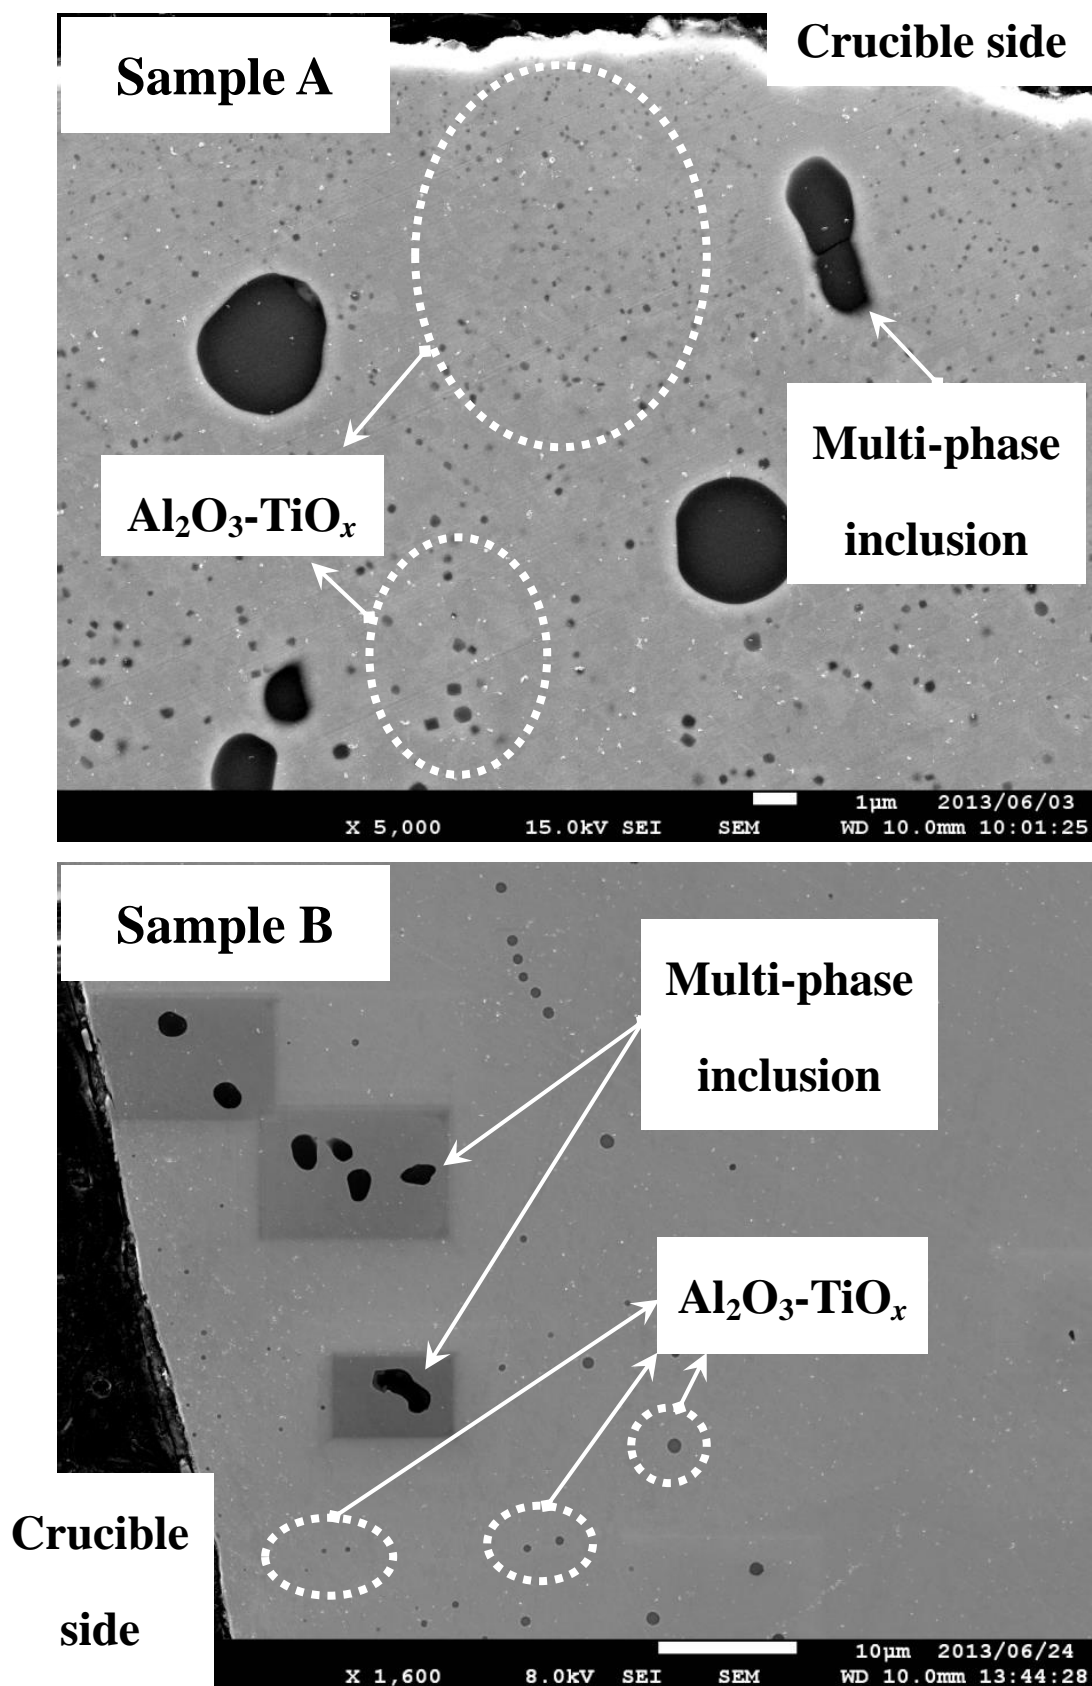 Sample A
Crucible side
Multi-phase
inclusion
Al₂O₃-TiOₓ
1μm 2013/06/03
X 5,000 15.0kV SEI SEM WD 10.0mm 10:01:25
Sample B
Multi-phase
inclusion
Al₂O₃-TiOₓ
Crucible
side
10μm 2013/06/24
X 1,600 8.0kV SEI SEM WD 10.0mm 13:44:28